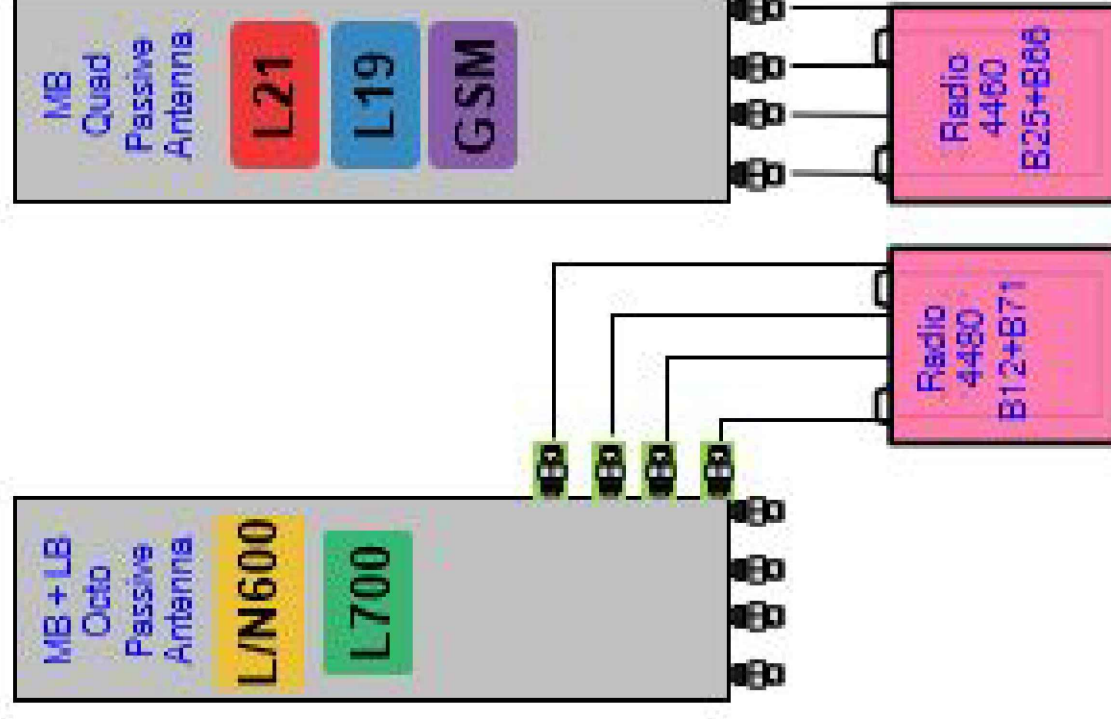 MB
Quad
Passive
Antenna
L21
L19
GSM
Radio
4460
B25+B66
Radio
4480
B12+B71
MB + LB
Octo
Passive
Antenna
L/N600
L700